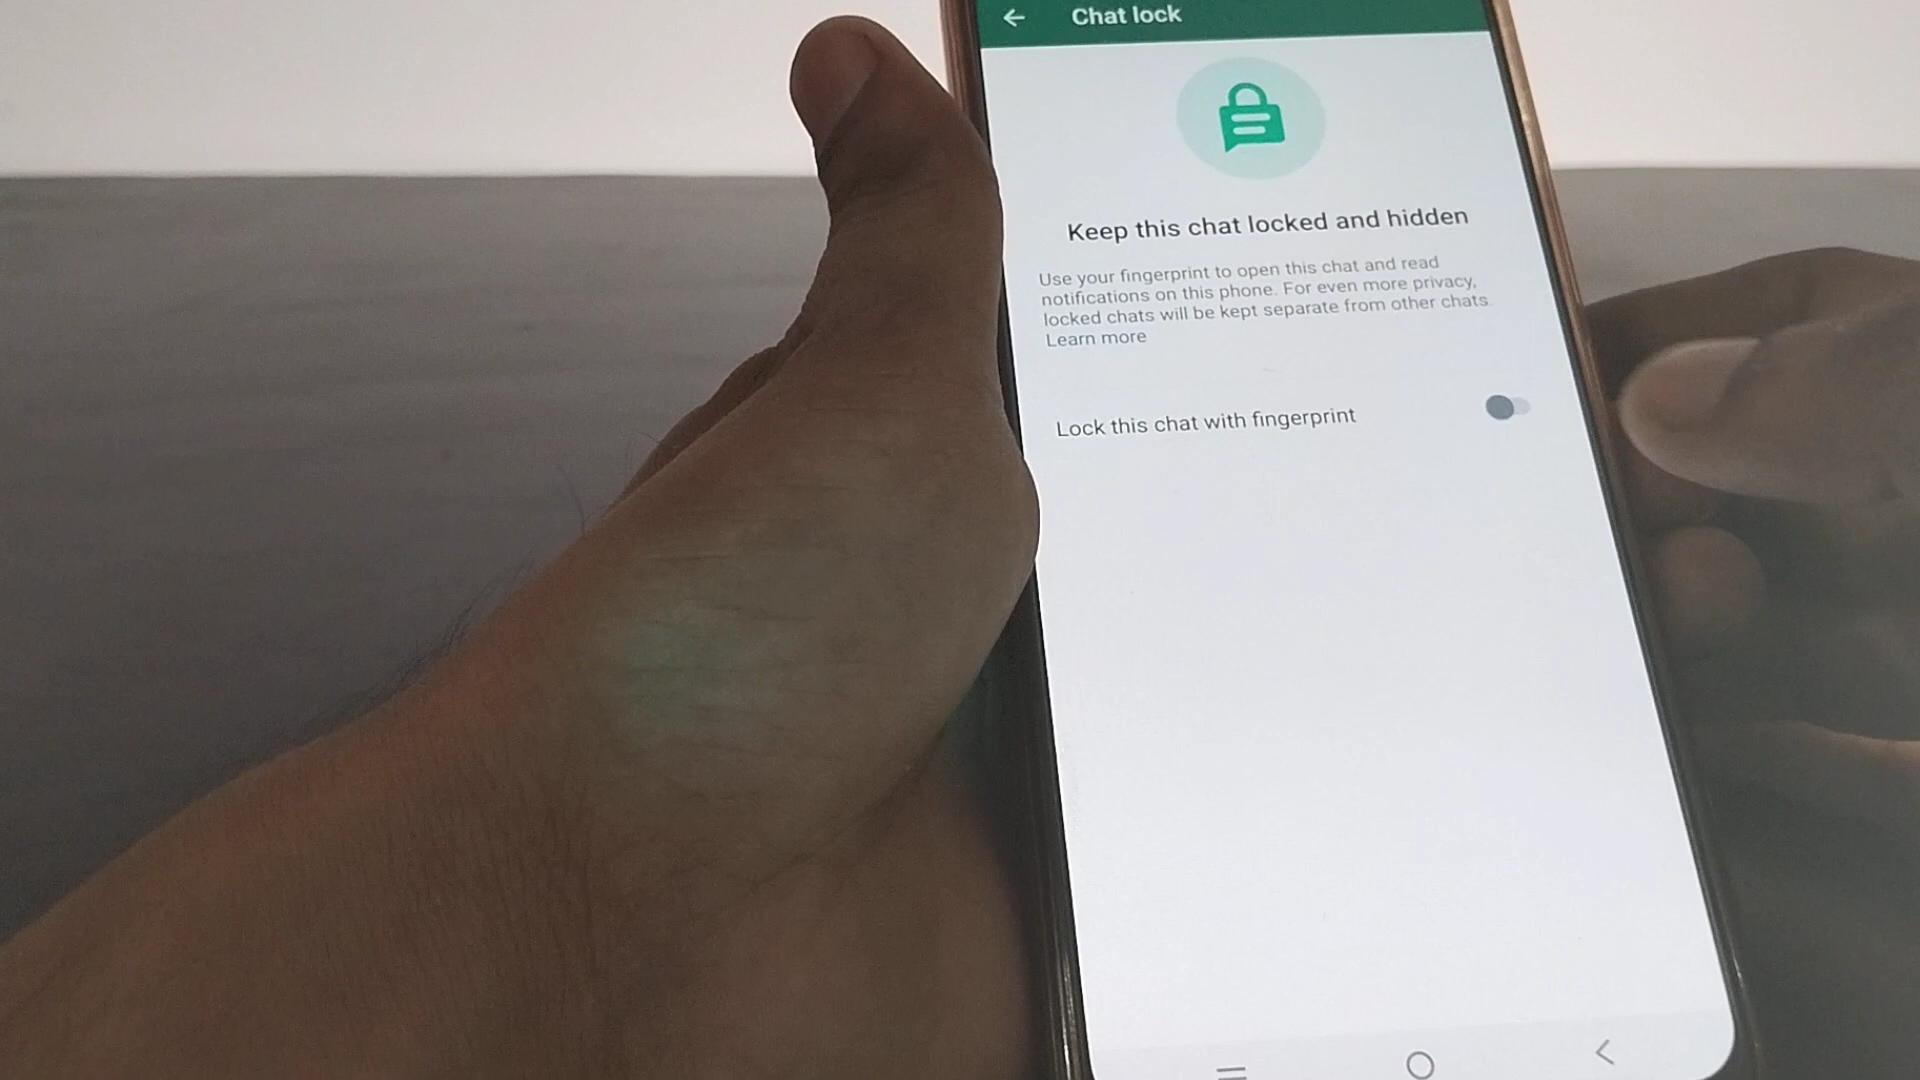 Chat lock
Keep this chat locked and hidden
Use your fingerprint to open this chat and read
notifications on this phone. For even more privacy,
locked chats will be kept separate from other chats.
Learn more
Lock this chat with fingerprint